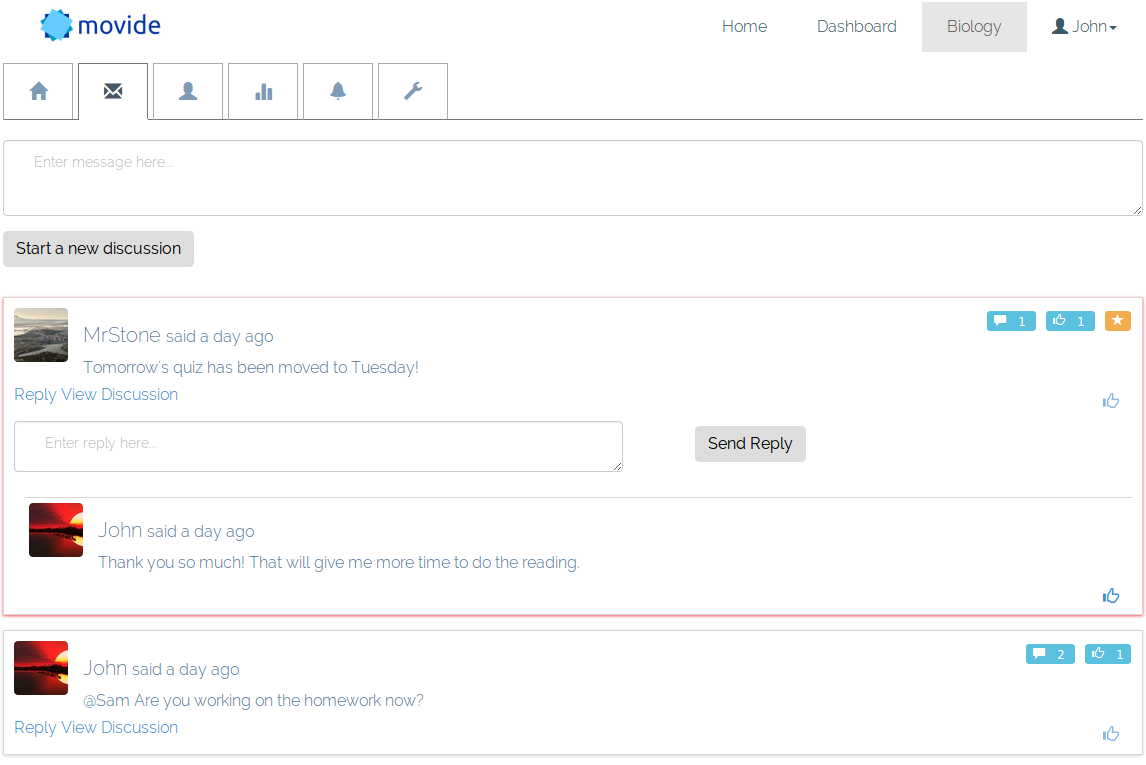 movide
Home Dashboard Biology John
Enter message here...
Start a new discussion
MrStone said a day ago 1 1
Tomorrow's quiz has been moved to Tuesday!
Reply View Discussion
Enter reply here... Send Reply
John said a day ago
Thank you so much! That will give me more time to do the reading.
John said a day ago 2 1
@Sam Are you working on the homework now?
Reply View Discussion